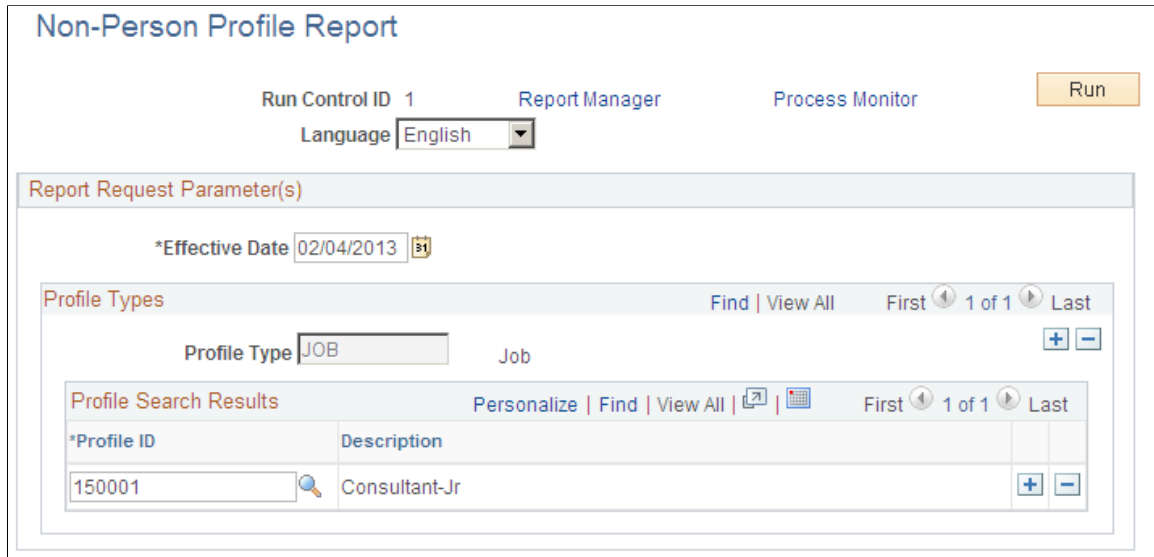 Non-Person Profile Report
Run Control ID 1 Report Manager Process Monitor Run
Language English
Report Request Parameter(s)
*Effective Date 02/04/2013 31
Profile Types Find | View All First 1 of 1 Last
Profile Type JOB Job
Profile Search Results Personalize | Find | View All | | First 1 of 1 Last
*Profile ID Description
150001 Consultant-Jr